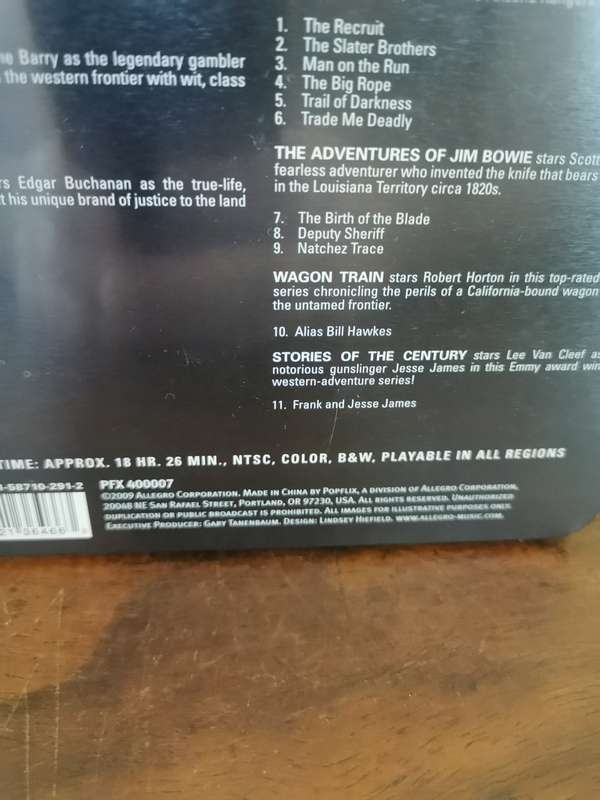 1. The Recruit
2. The Slater Brothers
3. Man on the Run
4. The Big Rope
5. Trail of Darkness
6. Trade Me Deadly
Barry as the legendary gambler
the western frontier with wit, class
Edgar Buchanan as the true-life,
his unique brand of justice to the land
THE ADVENTURES OF JIM BOWIE stars Scott
fearless adventurer who invented the knife that bears
in the Louisiana Territory circa 1820s.
7. The Birth of the Blade
8. Deputy Sheriff
9. Natchez Trace
WAGON TRAIN stars Robert Horton in this top-rated
series chronicling the perils of a California-bound wagon
the untamed frontier.
10. Alias Bill Hawkes
STORIES OF THE CENTURY stars Lee Van Cleef as
notorious gunslinger Jesse James in this Emmy award
western-adventure series!
11. Frank and Jesse James
TIME: APPROX. 18 HR. 26 MIN., NTSC, COLOR, B&W, PLAYABLE IN ALL REGIONS
-58710-291-2 PFX 400007
©2009 ALLEGRO CORPORATION. MADE IN CHINA BY POPFLIX, A DIVISION OF ALLEGRO CORPORATION,
20048 NE SAN RAFAEL STREET, PORTLAND, OR 97230, USA. ALL RIGHTS RESERVED. UNAUTHORIZED
DUPLICATION OR PUBLIC BROADCAST IS PROHIBITED. ALL IMAGES FOR ILLUSTRATIVE PURPOSES ONLY.
EXECUTIVE PRODUCER: GARY TANENBAUM. DESIGN: LINDSEY HIEFIELD. WWW.ALLEGRO-MUSIC.COM.